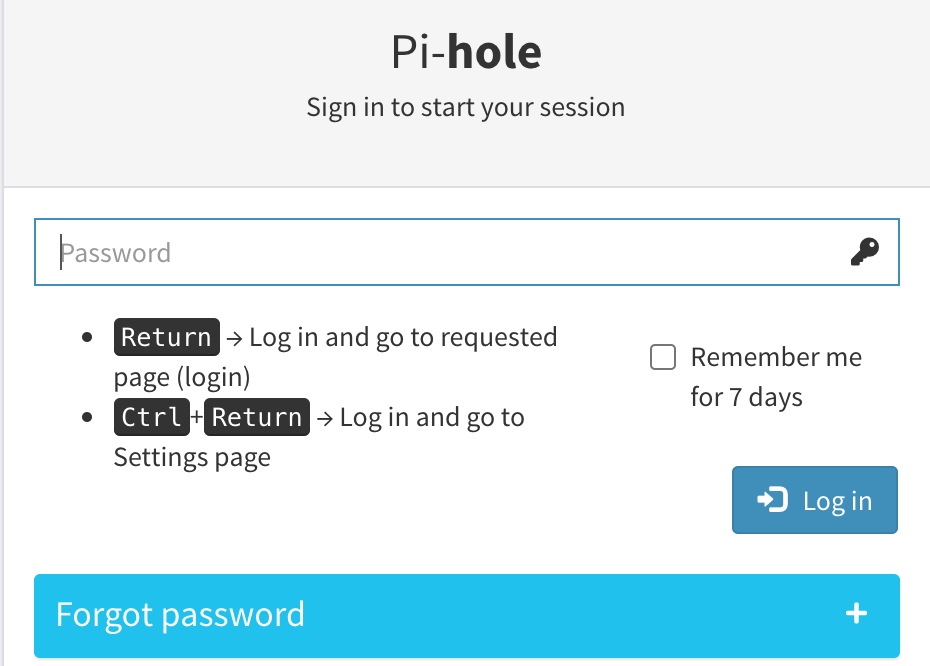 Pi-hole
Sign in to start your session
Password
Return → Log in and go to requested
page (login)
Ctrl+Return → Log in and go to
Settings page
Remember me
for 7 days
Log in
Forgot password